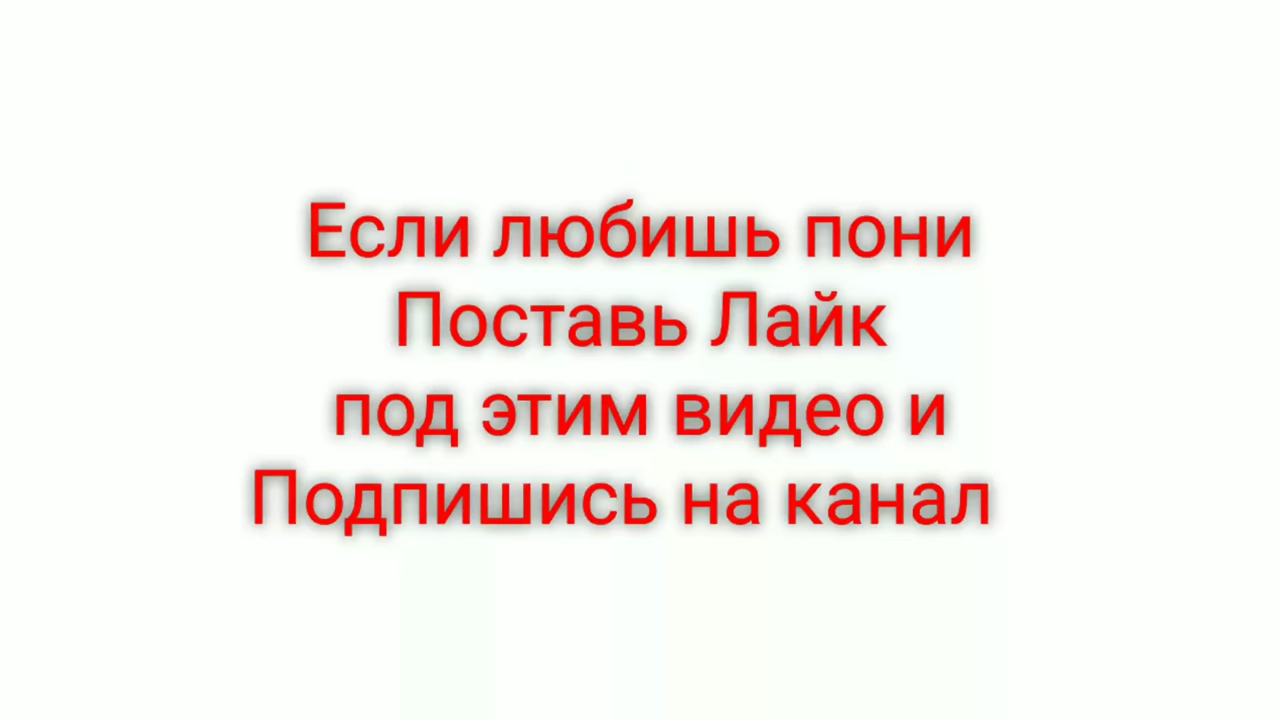 Если любишь пони
Поставь Лайк
под этим видео и
Подпишись на канал